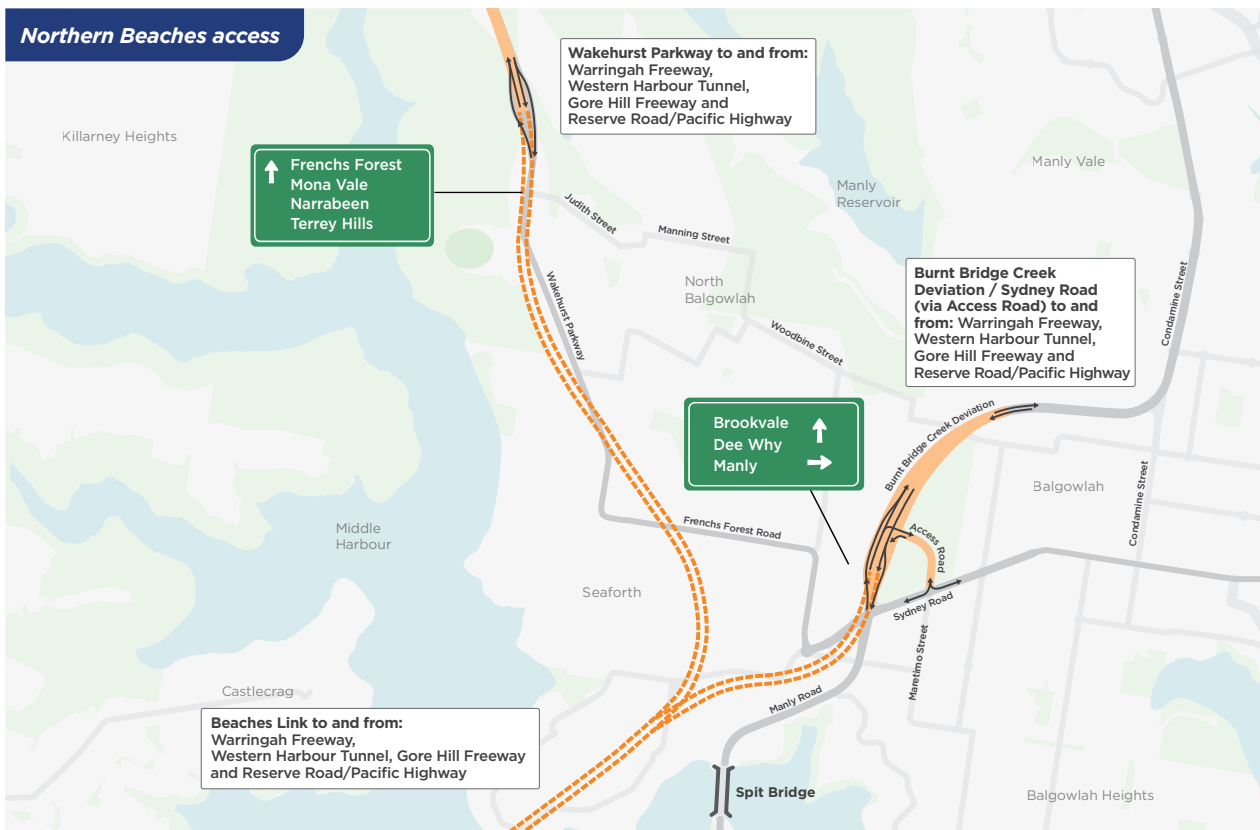 Northern Beaches access
Wakehurst Parkway to and from:
Warringah Freeway,
Western Harbour Tunnel,
Gore Hill Freeway and
Reserve Road/Pacific Highway
Killarney Heights
Frenchs Forest
Mona Vale
Narrabeen
Terrey Hills
Manly Vale
Manly
Reservoir
Judith Street
Manning Street
North
Balgowlah
Wakehurst Parkway
Woodbine Street
Condamine Street
Burnt Bridge Creek
Deviation / Sydney Road
(via Access Road) to and
from: Warringah Freeway,
Western Harbour Tunnel,
Gore Hill Freeway and
Reserve Road/Pacific Highway
Brookvale
Dee Why
Manly
Burnt Bridge Creek Deviation
Balgowlah
Condamine Street
Middle
Harbour
Frenchs Forest Road
Access Road
Seaforth
Sydney Road
Maretimo Street
Castlecrag
Manly Road
Beaches Link to and from:
Warringah Freeway,
Western Harbour Tunnel, Gore Hill Freeway
and Reserve Road/Pacific Highway
Spit Bridge
Balgowlah Heights